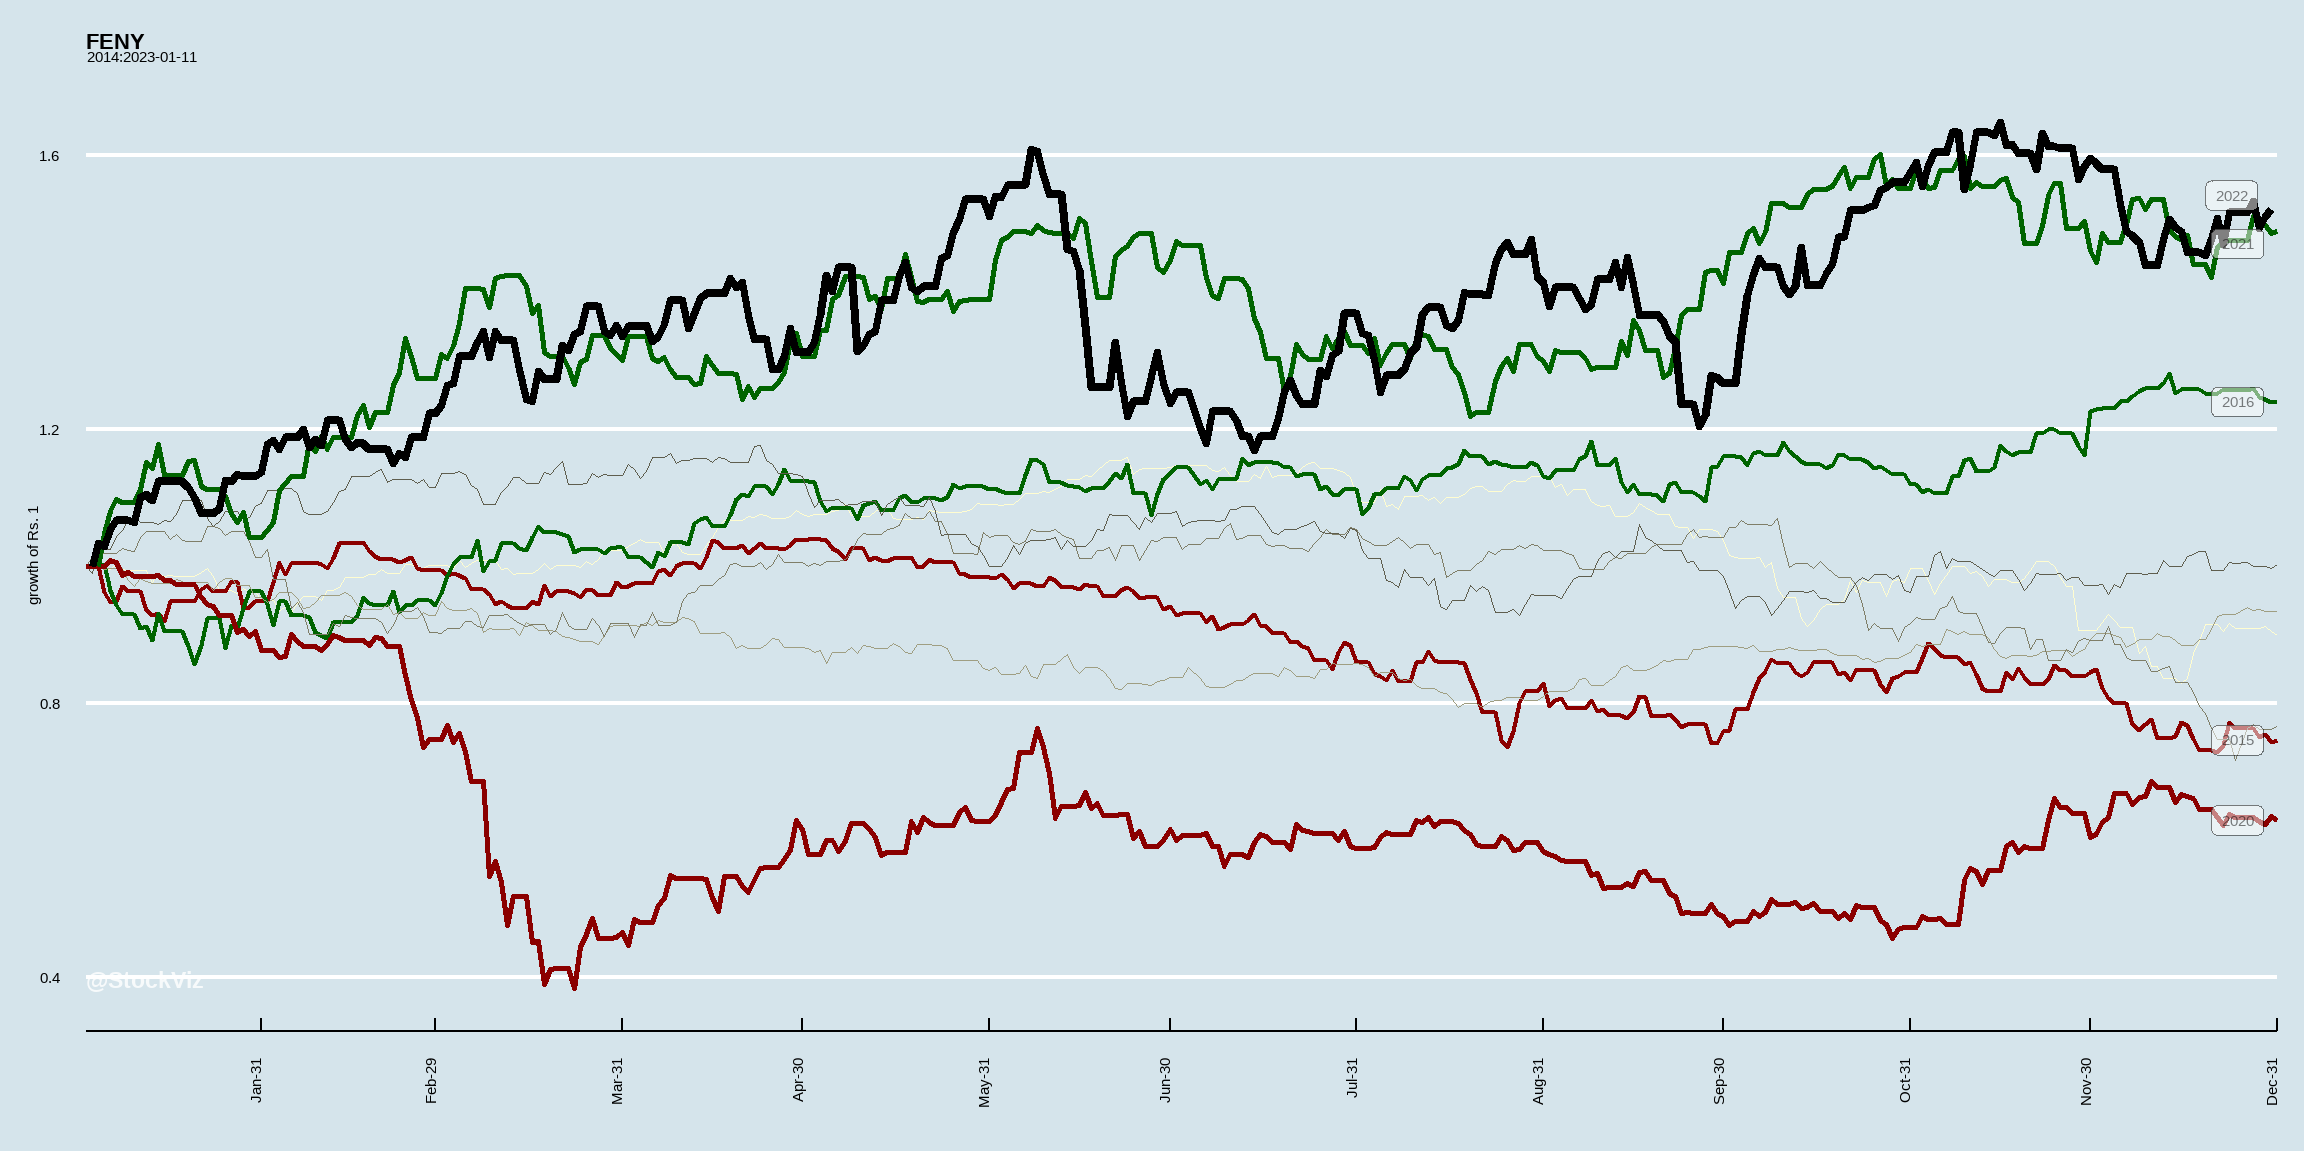 FENY
2014:2023-01-11
1.6
1.2
0.8
0.4
growth of Rs. 1
2022
2021
2016
2015
2020
@StockViz
Jan-31
Feb-29
Mar-31
Apr-30
May-31
Jun-30
Jul-31
Aug-31
Sep-30
Oct-31
Nov-30
Dec-31